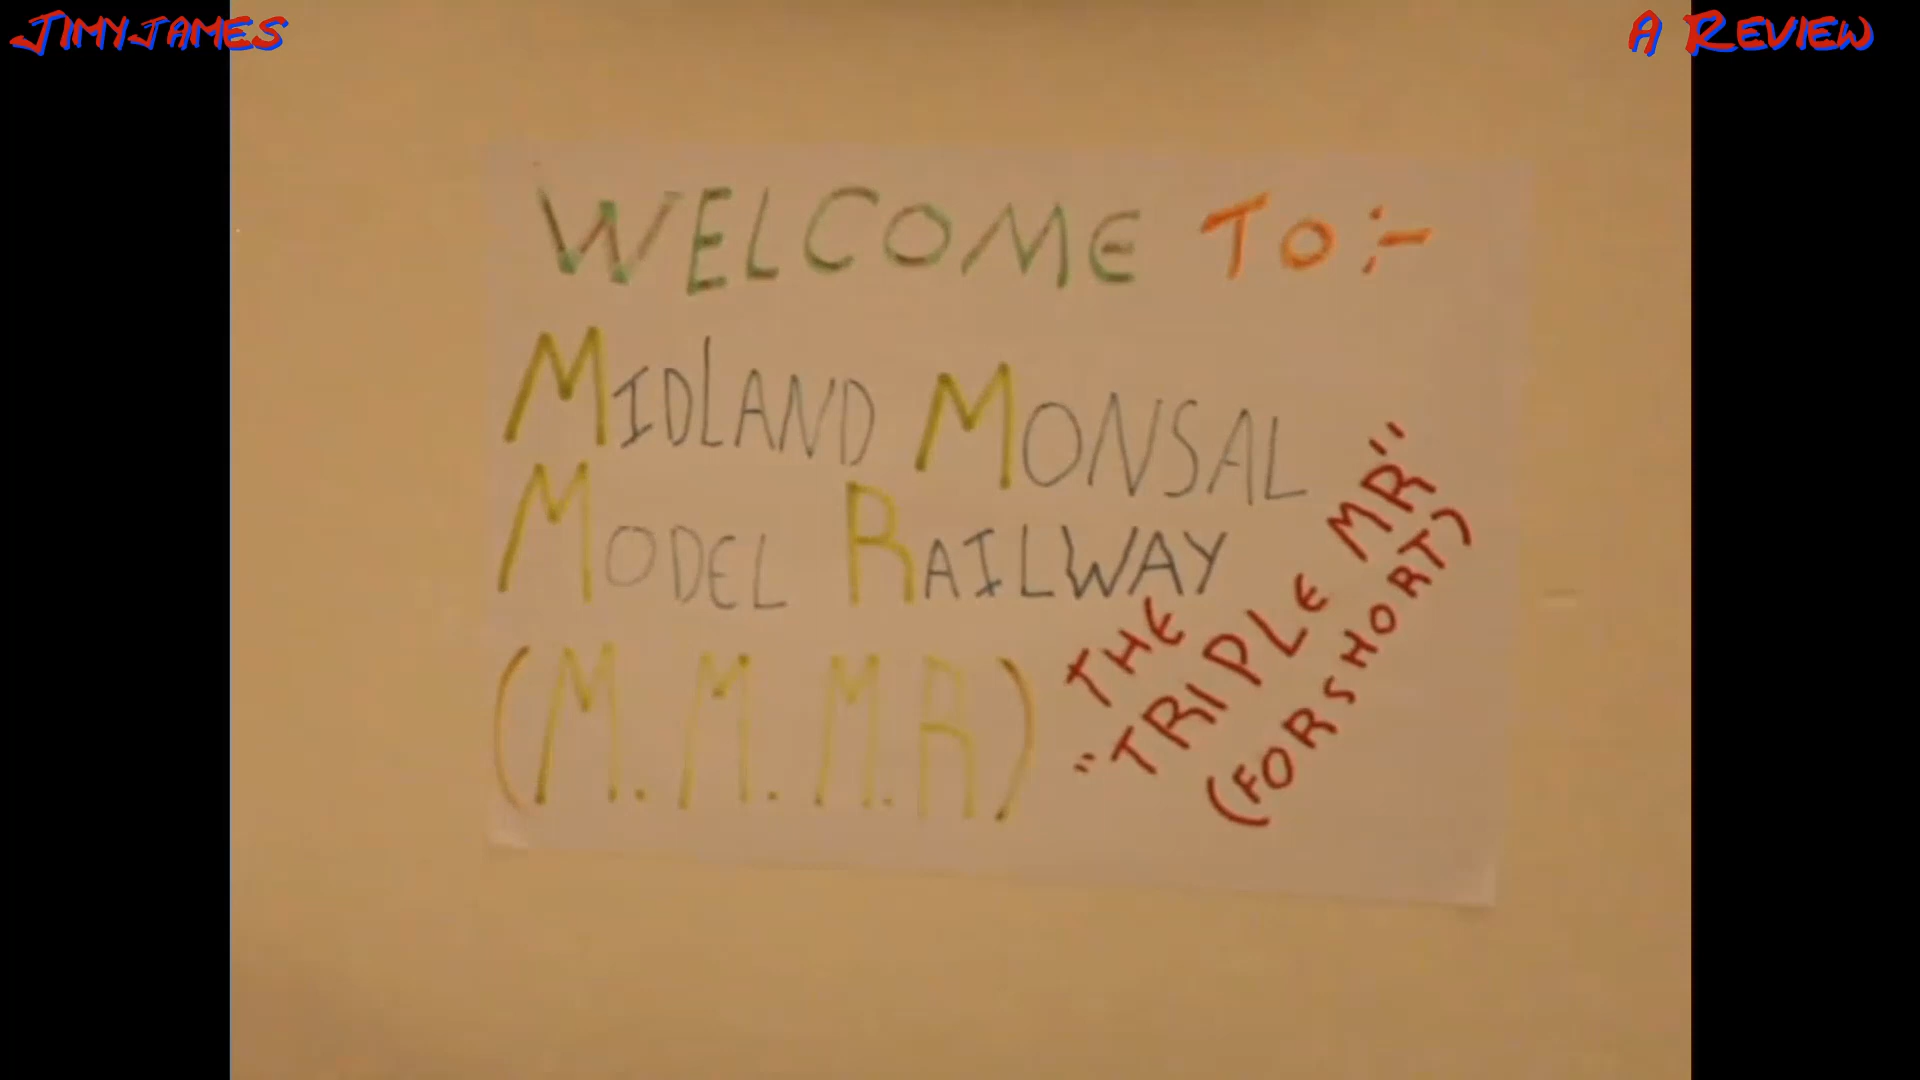 JIMYJAMES
A REVIEW
WELCOME TO:-
MIDLAND MONSAL
MODEL RAILWAY
(M.M.M.R)
THE
"TRIPLE MR"
(FOR SHORT)